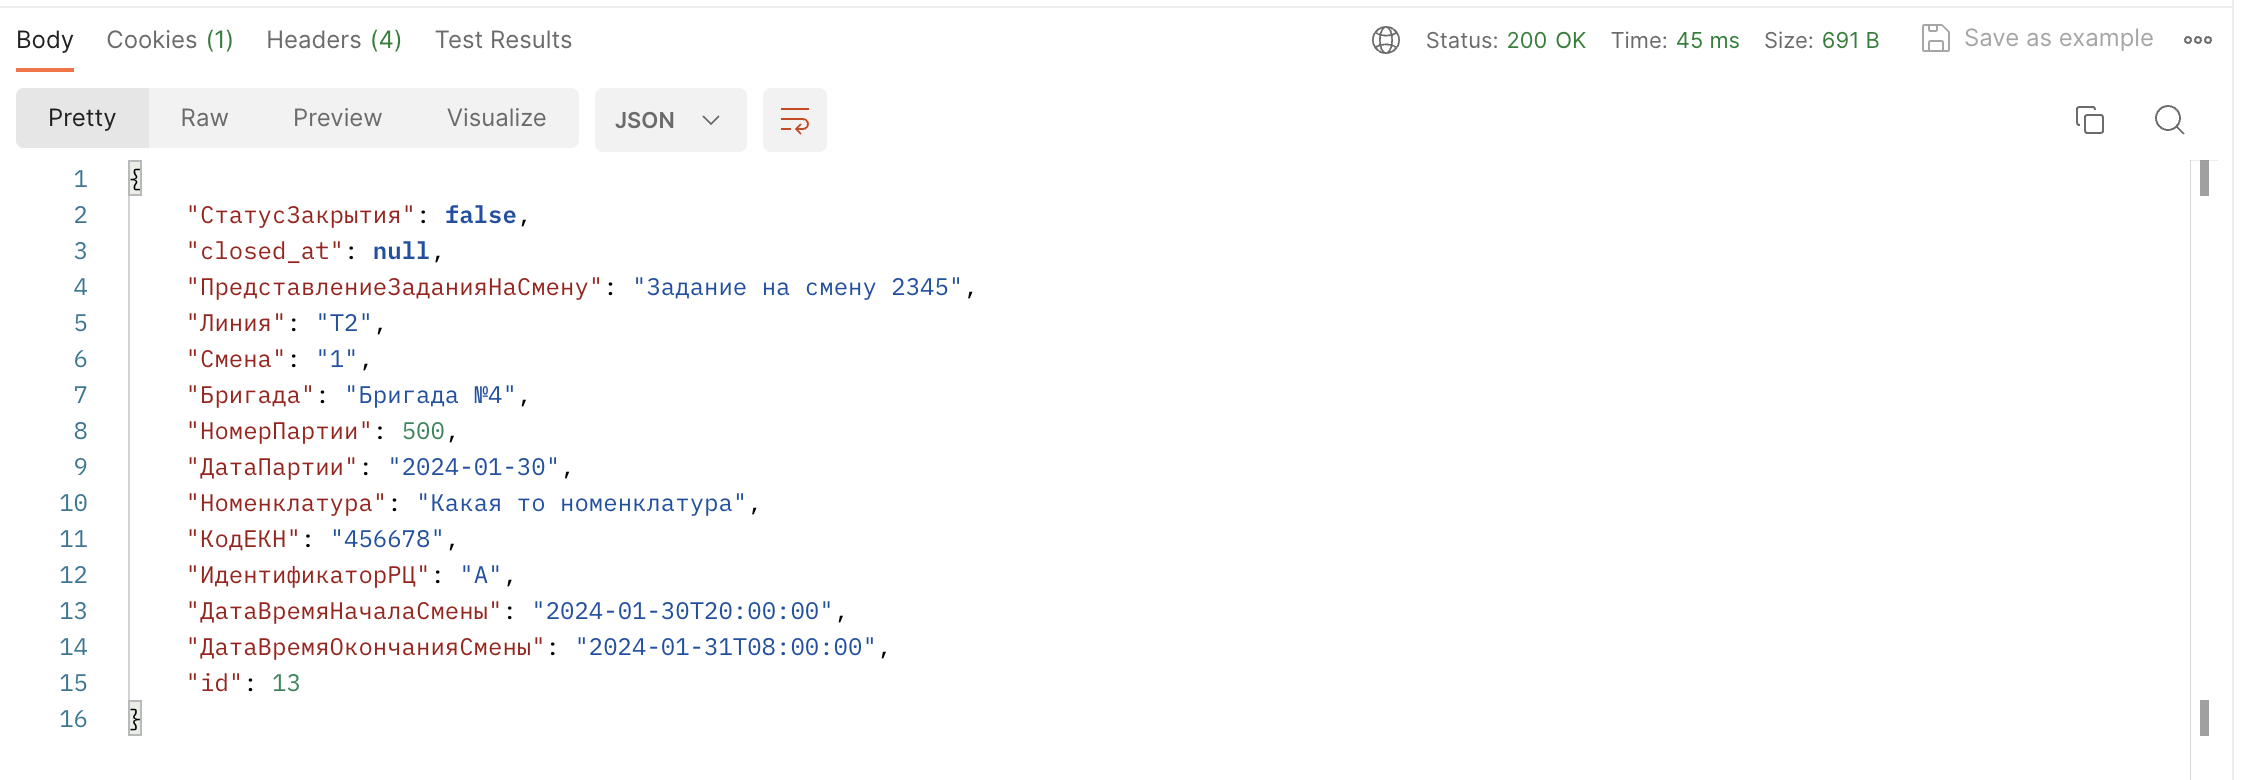 Body Cookies (1) Headers (4) Test Results Status: 200 OK Time: 45 ms Size: 691 B Save as example
Pretty Raw Preview Visualize JSON
1 {
2 "СтатусЗакрытия": false,
3 "closed_at": null,
4 "ПредставлениеЗаданияНаСмену": "Задание на смену 2345",
5 "Линия": "Т2",
6 "Смена": "1",
7 "Бригада": "Бригада №4",
8 "НомерПартии": 500,
9 "ДатаПартии": "2024-01-30",
10 "Номенклатура": "Какая то номенклатура",
11 "КодЕКН": "456678",
12 "ИдентификаторРЦ": "A",
13 "ДатаВремяНачалаСмены": "2024-01-30T20:00:00",
14 "ДатаВремяОкончанияСмены": "2024-01-31T08:00:00",
15 "id": 13
16 }